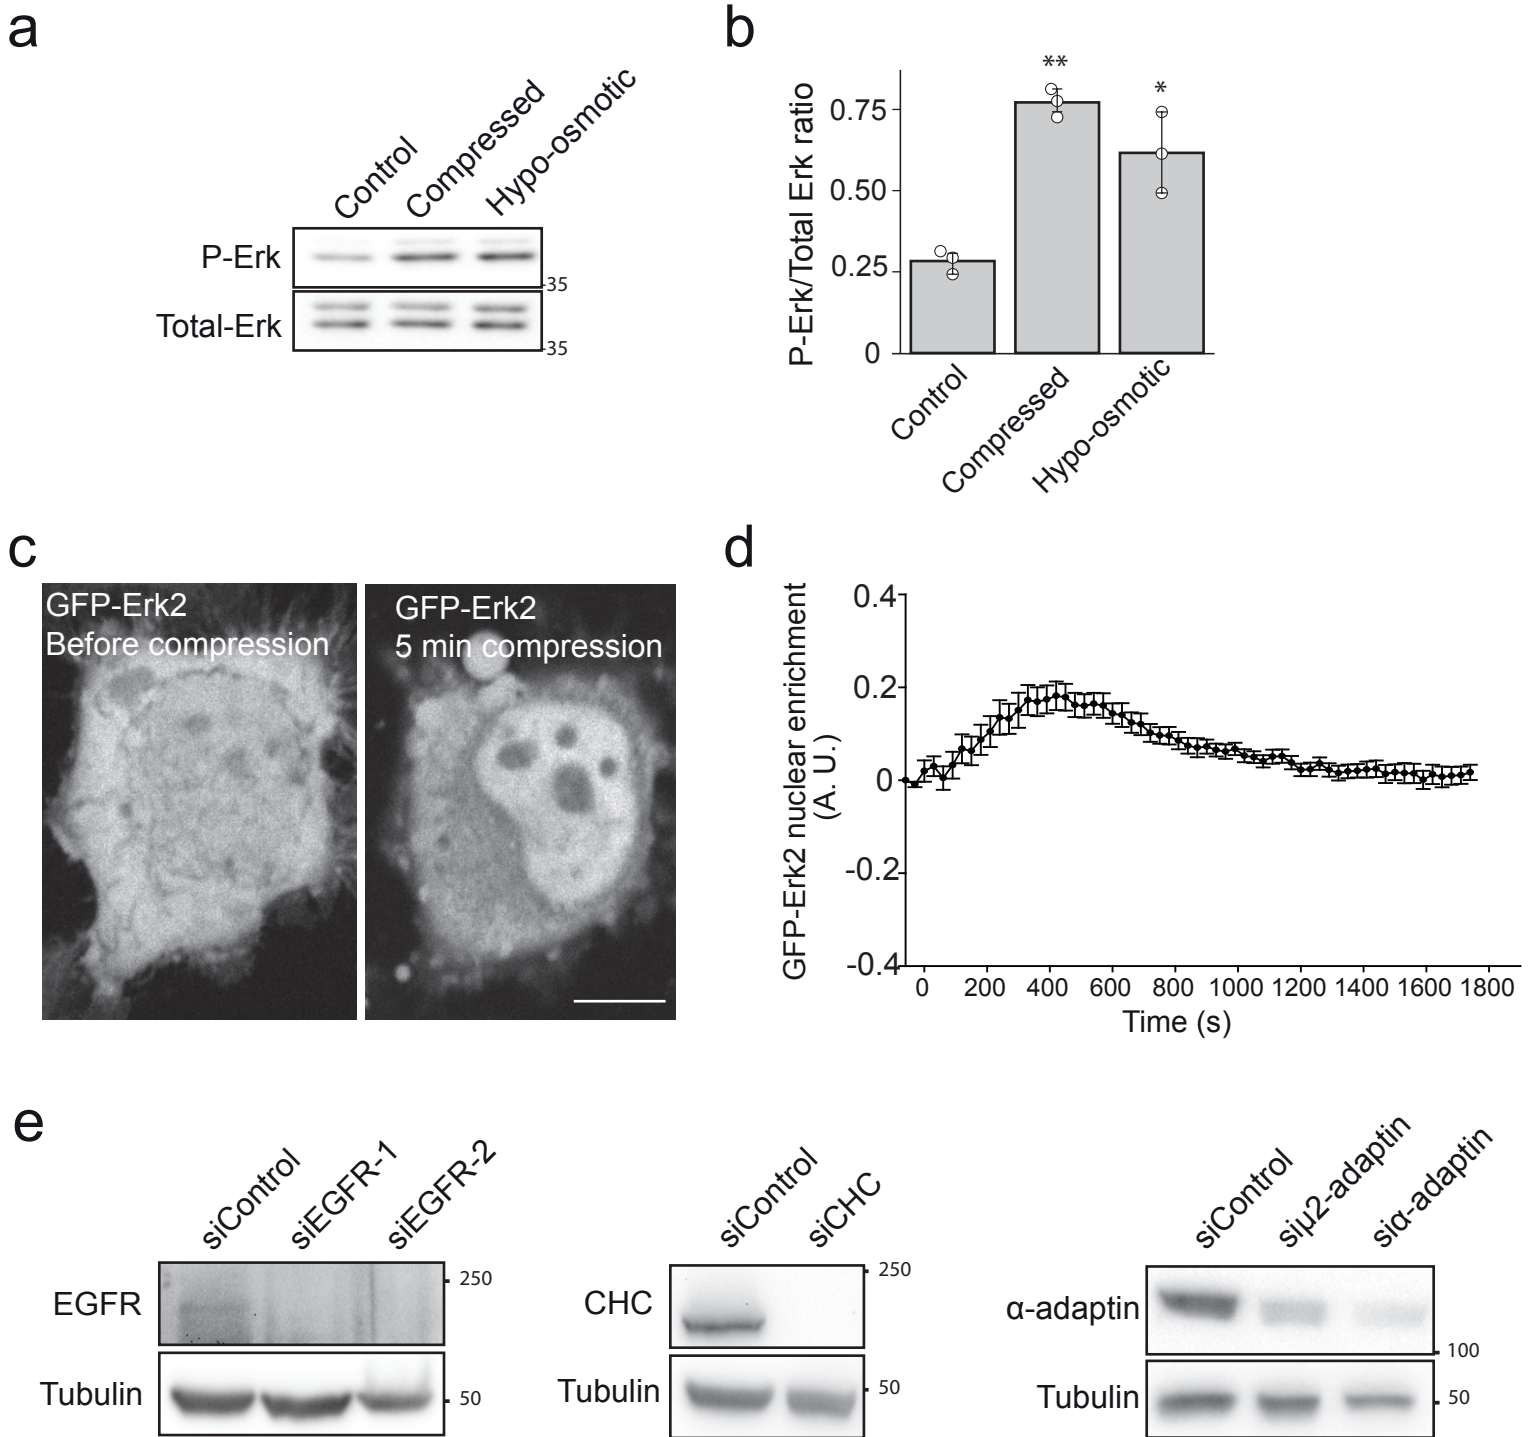 a
Control
Compressed
Hypo-osmotic
P-Erk
35
Total-Erk
35
b
**
*
P-Erk/Total Erk ratio
0.75
0.50
0.25
0
Control
Compressed
Hypo-osmotic
c
GFP-Erk2
Before compression
GFP-Erk2
5 min compression
d
GFP-Erk2 nuclear enrichment
(A. U.)
0.4
0.2
0
-0.2
-0.4
0 200 400 600 800 1000 1200 1400 1600 1800
Time (s)
e
siControl
siEGFR-1
siEGFR-2
EGFR
250
Tubulin
50
siControl
siCHC
CHC
250
Tubulin
50
siControl
siμ2-adaptin
siα-adaptin
α-adaptin
100
Tubulin
50